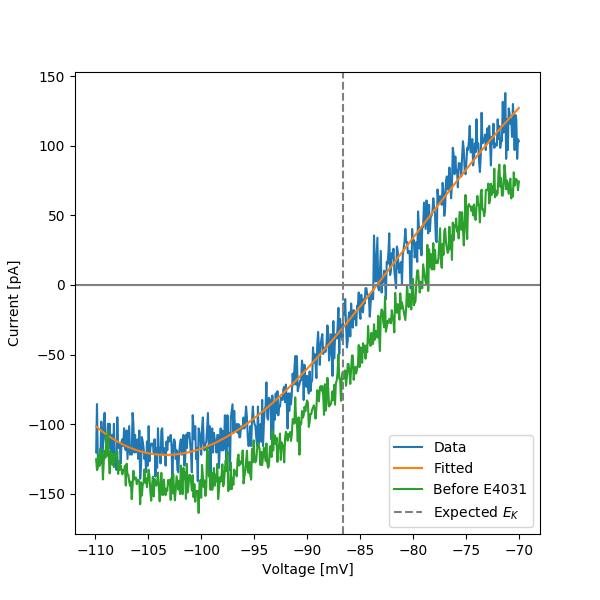 150
100
50
0
−50
−100
−150
Current [pA]
−110 −105 −100 −95 −90 −85 −80 −75 −70
Voltage [mV]
Data
Fitted
Before E4031
Expected E_K